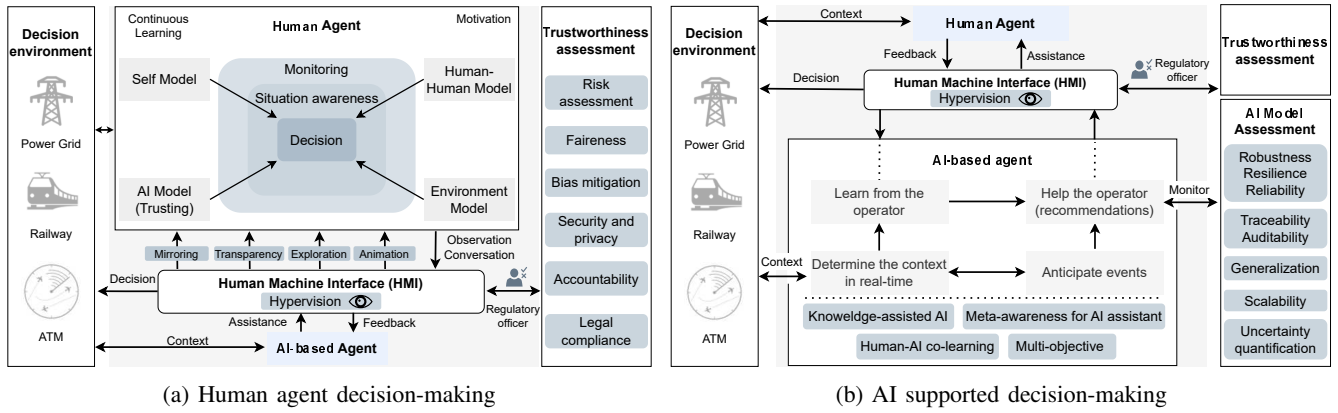 Decision
environment
Power Grid
Railway
ATM
Continuous
Learning
Human Agent
Motivation
Self Model
Monitoring
Human-
Human Model
Situation awareness
Decision
AI Model
(Trusting)
Environment
Model
Mirroring
Transparency
Exploration
Animation
Observation
Conversation
Decision
Human Machine Interface (HMI)
Hypervision
Regulatory
officer
Assistance
Feedback
Context
AI-based Agent
Trustworthiness
assessment
Risk
assessment
Faireness
Bias mitigation
Security and
privacy
Accountability
Legal
compliance
(a) Human agent decision-making
Decision
environment
Power Grid
Railway
ATM
Context
Human Agent
Feedback
Assistance
Decision
Human Machine Interface (HMI)
Hypervision
Regulatory
officer
AI-based agent
Learn from the
operator
Help the operator
(recommendations)
Monitor
Context
Determine the context
in real-time
Anticipate events
Knoweldge-assisted AI
Meta-awareness for AI assistant
Human-AI co-learning
Multi-objective
Trustworthiness
assessment
AI Model
Assessment
Robustness
Resilience
Reliability
Traceability
Auditability
Generalization
Scalability
Uncertainty
quantification
(b) AI supported decision-making